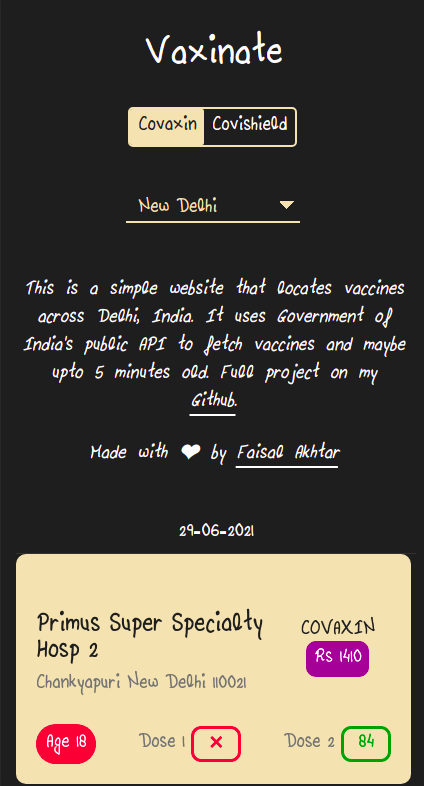 Vaxinate
Covaxin Covishield
New Delhi
This is a simple website that locates vaccines
across Delhi, India. It uses Government of
India's public API to fetch vaccines and maybe
upto 5 minutes old. Full project on my
Github.
Made with ❤ by Faisal Akhtar
29-06-2021
Primus Super Specialty
Hosp 2
Chankyapuri New Delhi 110021
COVAXIN
Rs 1410
Age 18 Dose 1 ✕ Dose 2 84